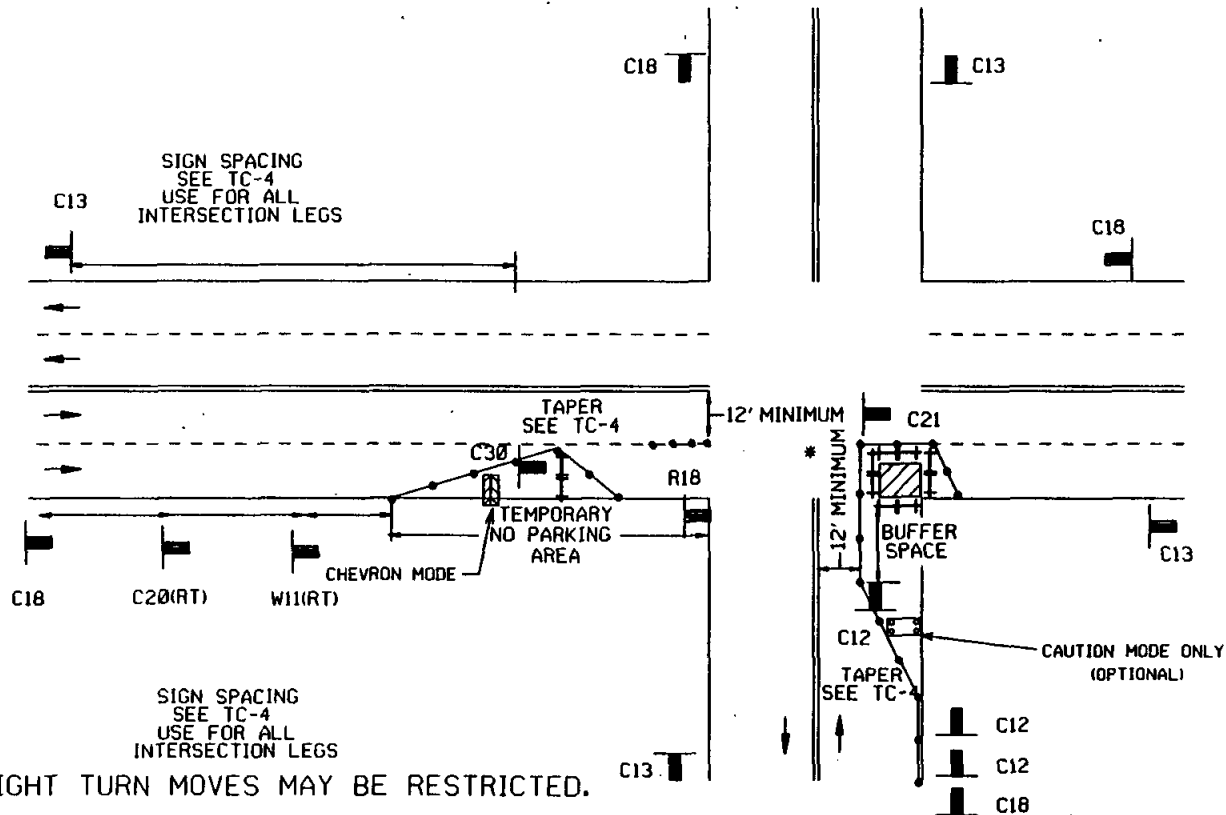 C18
C13
SIGN SPACING
SEE TC-4
USE FOR ALL
INTERSECTION LEGS
C13
C18
TAPER
SEE TC-4
12' MINIMUM
C21
C30
*
R18
12' MINIMUM
TEMPORARY
NO PARKING
AREA
BUFFER
SPACE
C13
CHEVRON MODE
C18
C20(RT)
W11(RT)
C12
CAUTION MODE ONLY
(OPTIONAL)
TAPER
SEE TC-4
SIGN SPACING
SEE TC-4
USE FOR ALL
INTERSECTION LEGS
C12
C12
C18
C13
IGHT TURN MOVES MAY BE RESTRICTED.